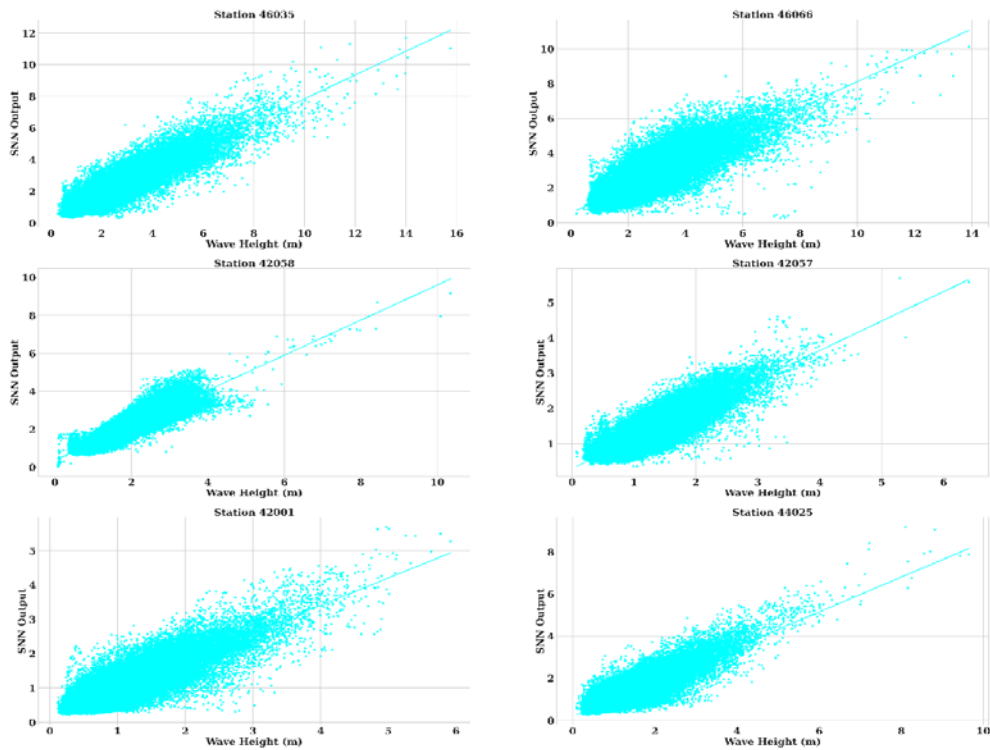 Station 46035
12
10
8
6
4
2
0
SNN Output
0 2 4 6 8 10 12 14 16
Wave Height (m)
Station 46066
10
8
6
4
2
0
SNN Output
0 2 4 6 8 10 12 14
Wave Height (m)
Station 42058
10
8
6
4
2
0
SNN Output
0 2 4 6 8 10
Wave Height (m)
Station 42057
5
4
3
2
1
SNN Output
0 1 2 3 4 5 6
Wave Height (m)
Station 42001
5
4
3
2
1
0
SNN Output
0 1 2 3 4 5 6
Wave Height (m)
Station 44025
8
6
4
2
0
SNN Output
0 2 4 6 8 10
Wave Height (m)